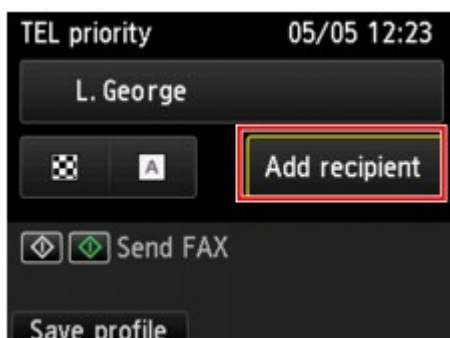 TEL priority 05/05 12:23
L. George
A Add recipient
Send FAX
Save profile